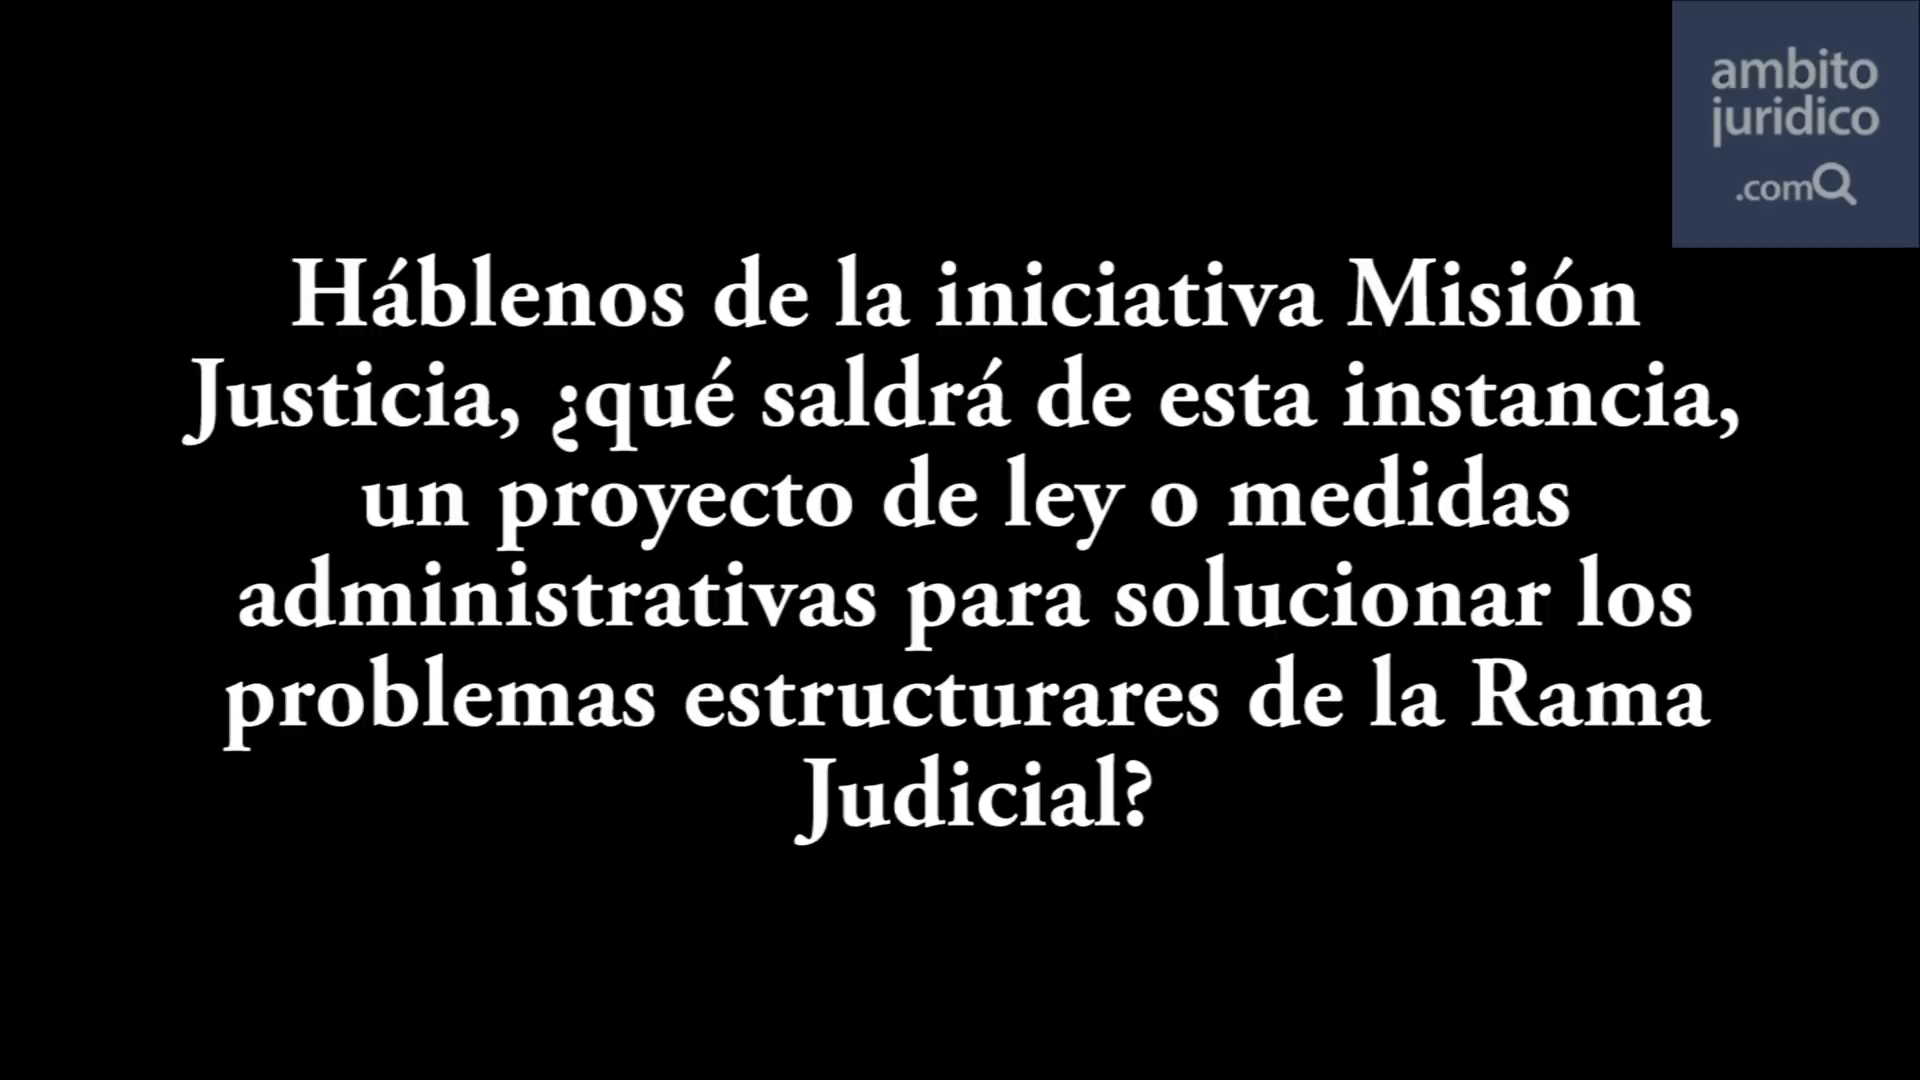 ambito
juridico
.com
Háblenos de la iniciativa Misión
Justicia, ¿qué saldrá de esta instancia,
un proyecto de ley o medidas
administrativas para solucionar los
problemas estructurares de la Rama
Judicial?